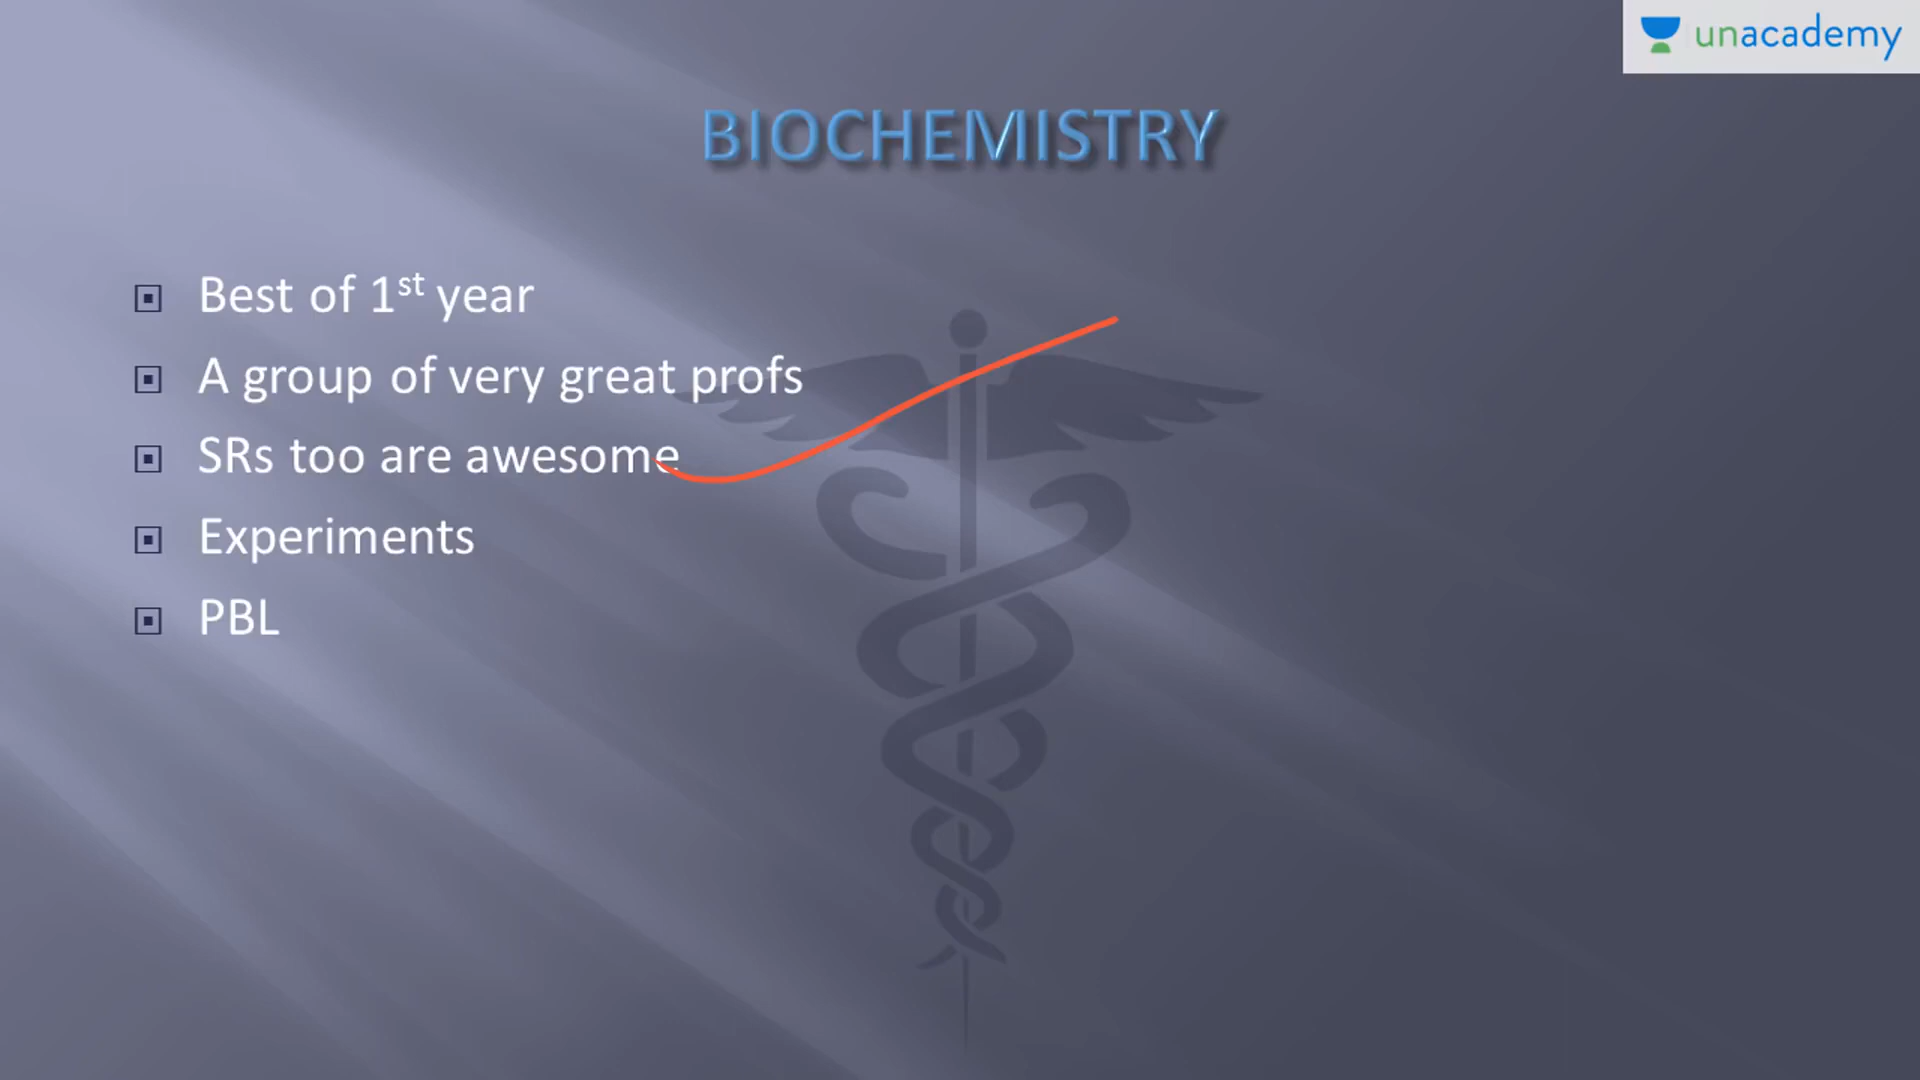 unacademy
BIOCHEMISTRY
Best of 1st year
A group of very great profs
SRs too are awesome
Experiments
PBL